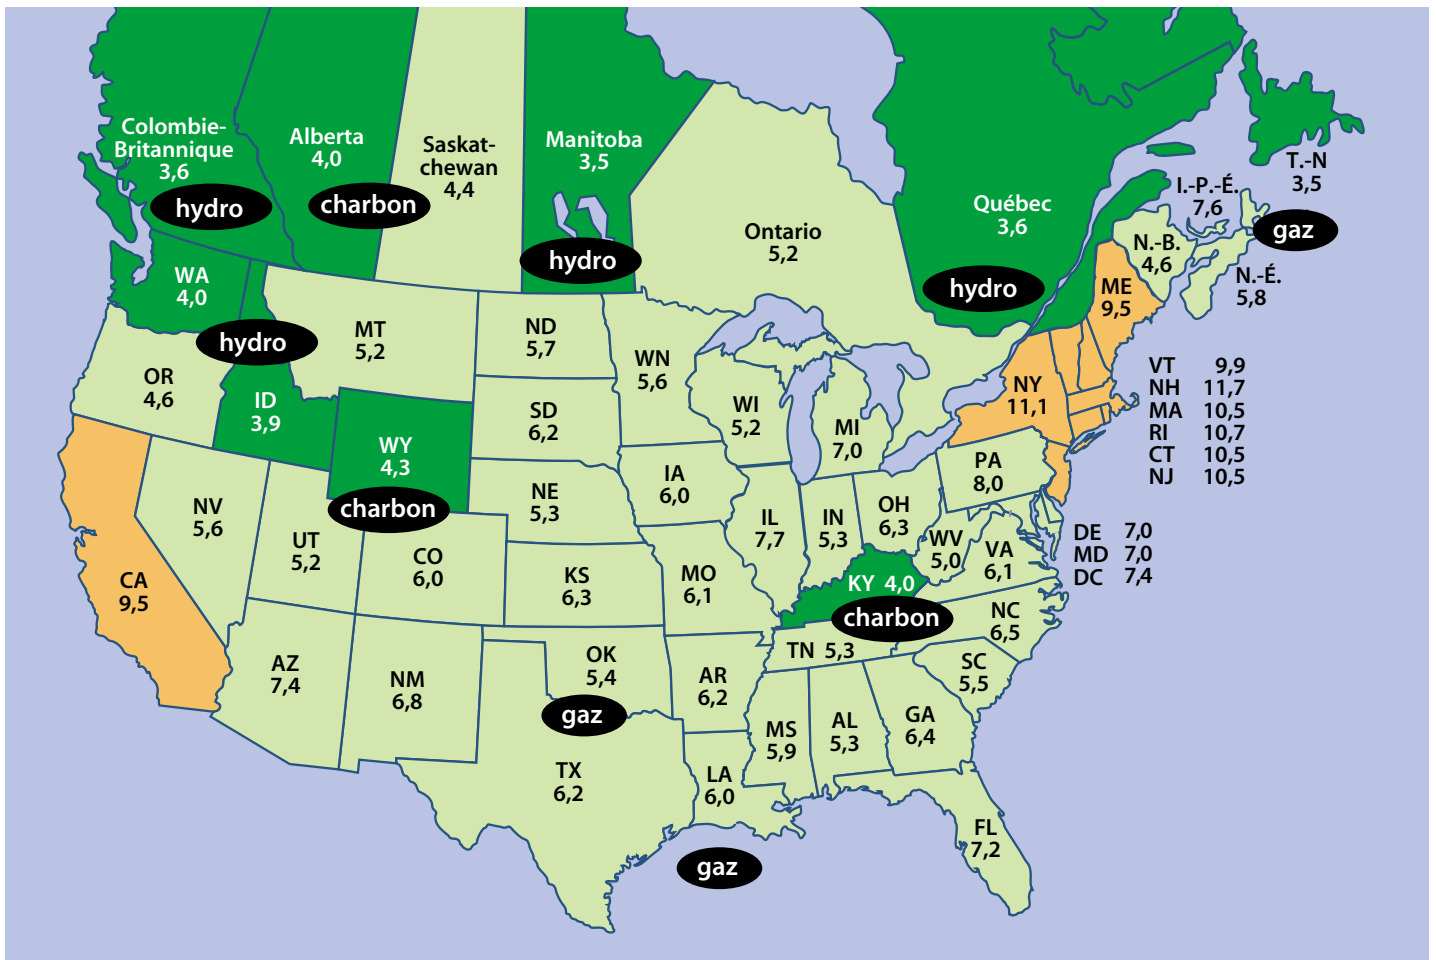 Colombie-
Britannique
3,6
hydro
Alberta
4,0
charbon
Saskat-
chewan
4,4
Manitoba
3,5
hydro
Ontario
5,2
Québec
3,6
hydro
T.-N
3,5
I.-P.-É.
7,6
gaz
N.-B.
4,6
N.-É.
5,8
WA
4,0
hydro
MT
5,2
ND
5,7
WN
5,6
ME
9,5
OR
4,6
ID
3,9
WY
4,3
charbon
SD
6,2
WI
5,2
MI
7,0
NY
11,1
VT 9,9
NH 11,7
MA 10,5
RI 10,7
CT 10,5
NJ 10,5
NV
5,6
UT
5,2
CO
6,0
NE
5,3
IA
6,0
IL
7,7
IN
5,3
OH
6,3
PA
8,0
WV
5,0
VA
6,1
DE 7,0
MD 7,0
DC 7,4
CA
9,5
KS
6,3
MO
6,1
KY 4,0
charbon
NC
6,5
AZ
7,4
NM
6,8
OK
5,4
gaz
AR
6,2
TN 5,3
SC
5,5
TX
6,2
LA
6,0
MS
5,9
AL
5,3
GA
6,4
FL
7,2
gaz